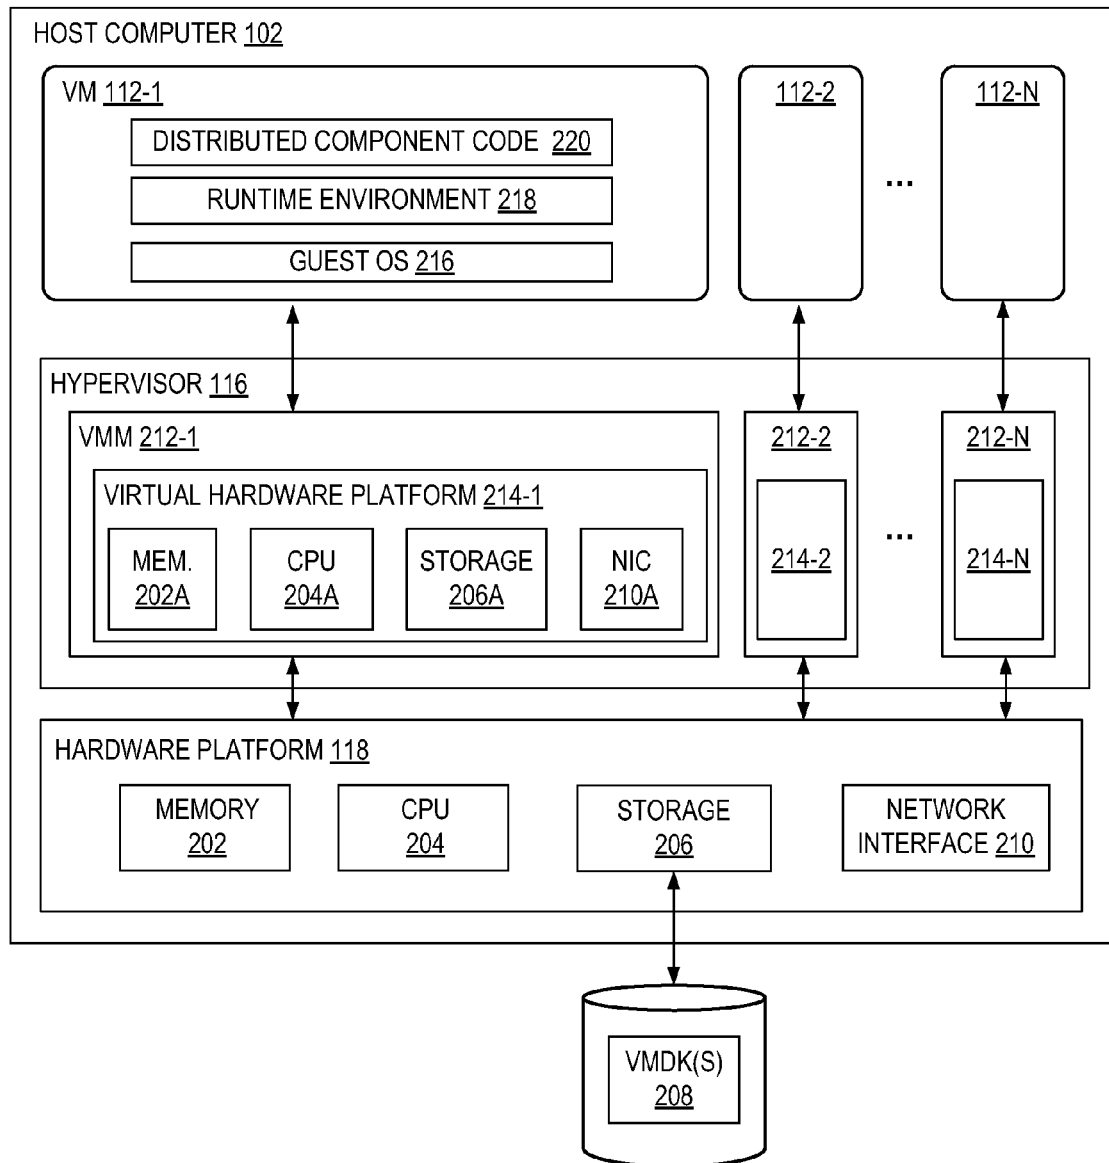 HOST COMPUTER 102
VM 112-1
112-2
112-N
DISTRIBUTED COMPONENT CODE 220
RUNTIME ENVIRONMENT 218
...
GUEST OS 216
HYPERVISOR 116
VMM 212-1
212-2
212-N
VIRTUAL HARDWARE PLATFORM 214-1
MEM.
202A
CPU
204A
STORAGE
206A
NIC
210A
214-2
...
214-N
HARDWARE PLATFORM 118
MEMORY
202
CPU
204
STORAGE
206
NETWORK
INTERFACE 210
VMDK(S)
208